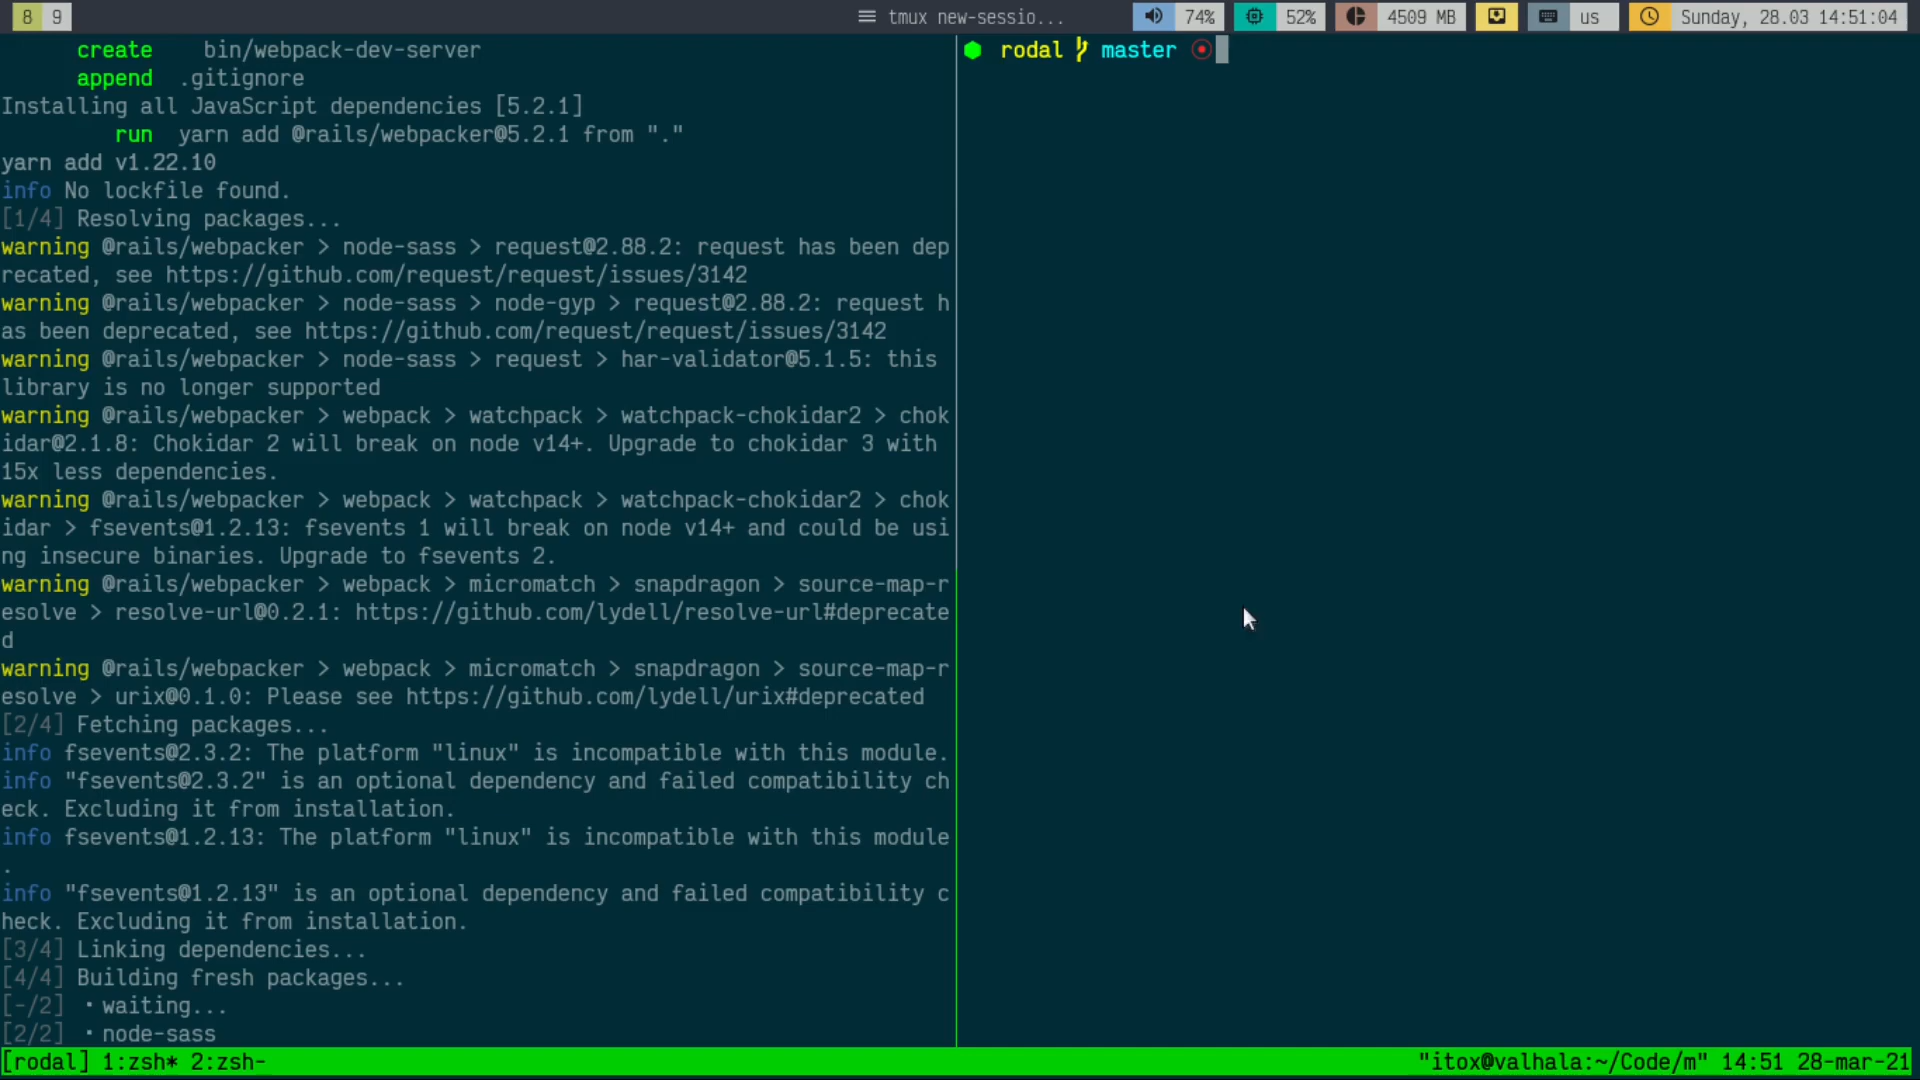 8 9
tmux new-sessio...
74%
52%
4509 MB
us
Sunday, 28.03 14:51:04
create    bin/webpack-dev-server
append  .gitignore
Installing all JavaScript dependencies [5.2.1]
run  yarn add @rails/webpacker@5.2.1 from "."
yarn add v1.22.10
info No lockfile found.
[1/4] Resolving packages...
warning @rails/webpacker > node-sass > request@2.88.2: request has been dep
recated, see https://github.com/request/request/issues/3142
warning @rails/webpacker > node-sass > node-gyp > request@2.88.2: request h
as been deprecated, see https://github.com/request/request/issues/3142
warning @rails/webpacker > node-sass > request > har-validator@5.1.5: this
library is no longer supported
warning @rails/webpacker > webpack > watchpack > watchpack-chokidar2 > chok
idar@2.1.8: Chokidar 2 will break on node v14+. Upgrade to chokidar 3 with
15x less dependencies.
warning @rails/webpacker > webpack > watchpack > watchpack-chokidar2 > chok
idar > fsevents@1.2.13: fsevents 1 will break on node v14+ and could be usi
ng insecure binaries. Upgrade to fsevents 2.
warning @rails/webpacker > webpack > micromatch > snapdragon > source-map-r
esolve > resolve-url@0.2.1: https://github.com/lydell/resolve-url#deprecate
d
warning @rails/webpacker > webpack > micromatch > snapdragon > source-map-r
esolve > urix@0.1.0: Please see https://github.com/lydell/urix#deprecated
[2/4] Fetching packages...
info fsevents@2.3.2: The platform "linux" is incompatible with this module.
info "fsevents@2.3.2" is an optional dependency and failed compatibility ch
eck. Excluding it from installation.
info fsevents@1.2.13: The platform "linux" is incompatible with this module
.
info "fsevents@1.2.13" is an optional dependency and failed compatibility c
heck. Excluding it from installation.
[3/4] Linking dependencies...
[4/4] Building fresh packages...
[-/2] ⠂ waiting...
[2/2] ⠂ node-sass
rodal master
[rodal] 1:zsh* 2:zsh-
"itox@valhala:~/Code/m" 14:51 28-mar-21